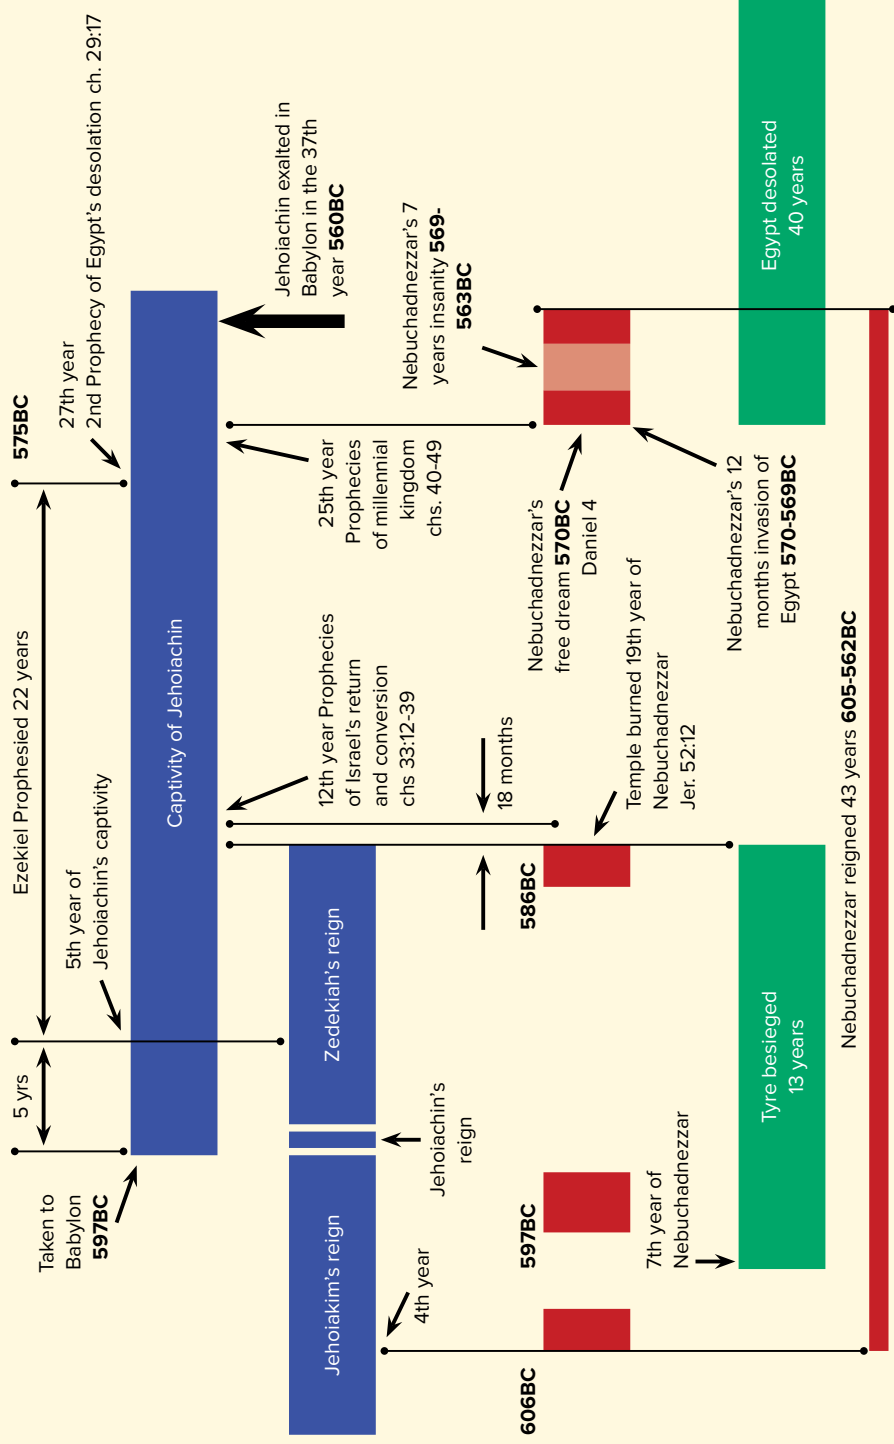 575BC
27th year
2nd Prophecy of Egypt's desolation ch. 29:17
Ezekiel Prophesied 22 years
5 yrs
5th year of
Jehoiachin's captivity
Taken to
Babylon
597BC
Captivity of Jehoiachin
Jehoiachin exalted in
Babylon in the 37th
year 560BC
12th year Prophecies
of Israel's return
and conversion
chs 33:12-39
25th year
Prophecies
of millennial
kingdom
chs. 40-49
Nebuchadnezzar's 7
years insanity 569-
563BC
Jehoiakim's reign
Zedekiah's reign
Jehoiachin's
reign
4th year
18 months
606BC
597BC
586BC
Nebuchadnezzar's
free dream 570BC
Daniel 4
Temple burned 19th year of
Nebuchadnezzar
Jer. 52:12
7th year of
Nebuchadnezzar
Nebuchadnezzar's 12
months invasion of
Egypt 570-569BC
Tyre besieged
13 years
Egypt desolated
40 years
Nebuchadnezzar reigned 43 years 605-562BC